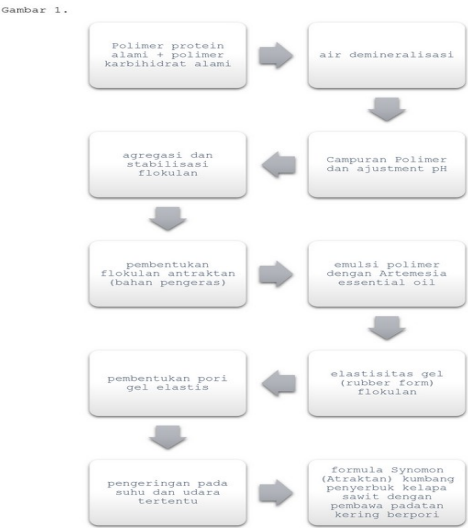 Gambar 1.
Polimer protein
alami + polimer
karbihidrat alami
air demineralisasi
Campuran Polimer
dan ajustment pH
agregasi dan
stabilisasi
flokulan
pembentukan
flokulan antraktan
(bahan pengeras)
emulsi polimer
dengan Artemesia
essential oil
elastisitas gel
(rubber form)
flokulan
pembentukan pori
gel elastis
pengeringan pada
suhu dan udara
tertentu
formula Synomon
(Atraktan) kumbang
penyerbuk kelapa
sawit dengan
pembawa padatan
kering berpori